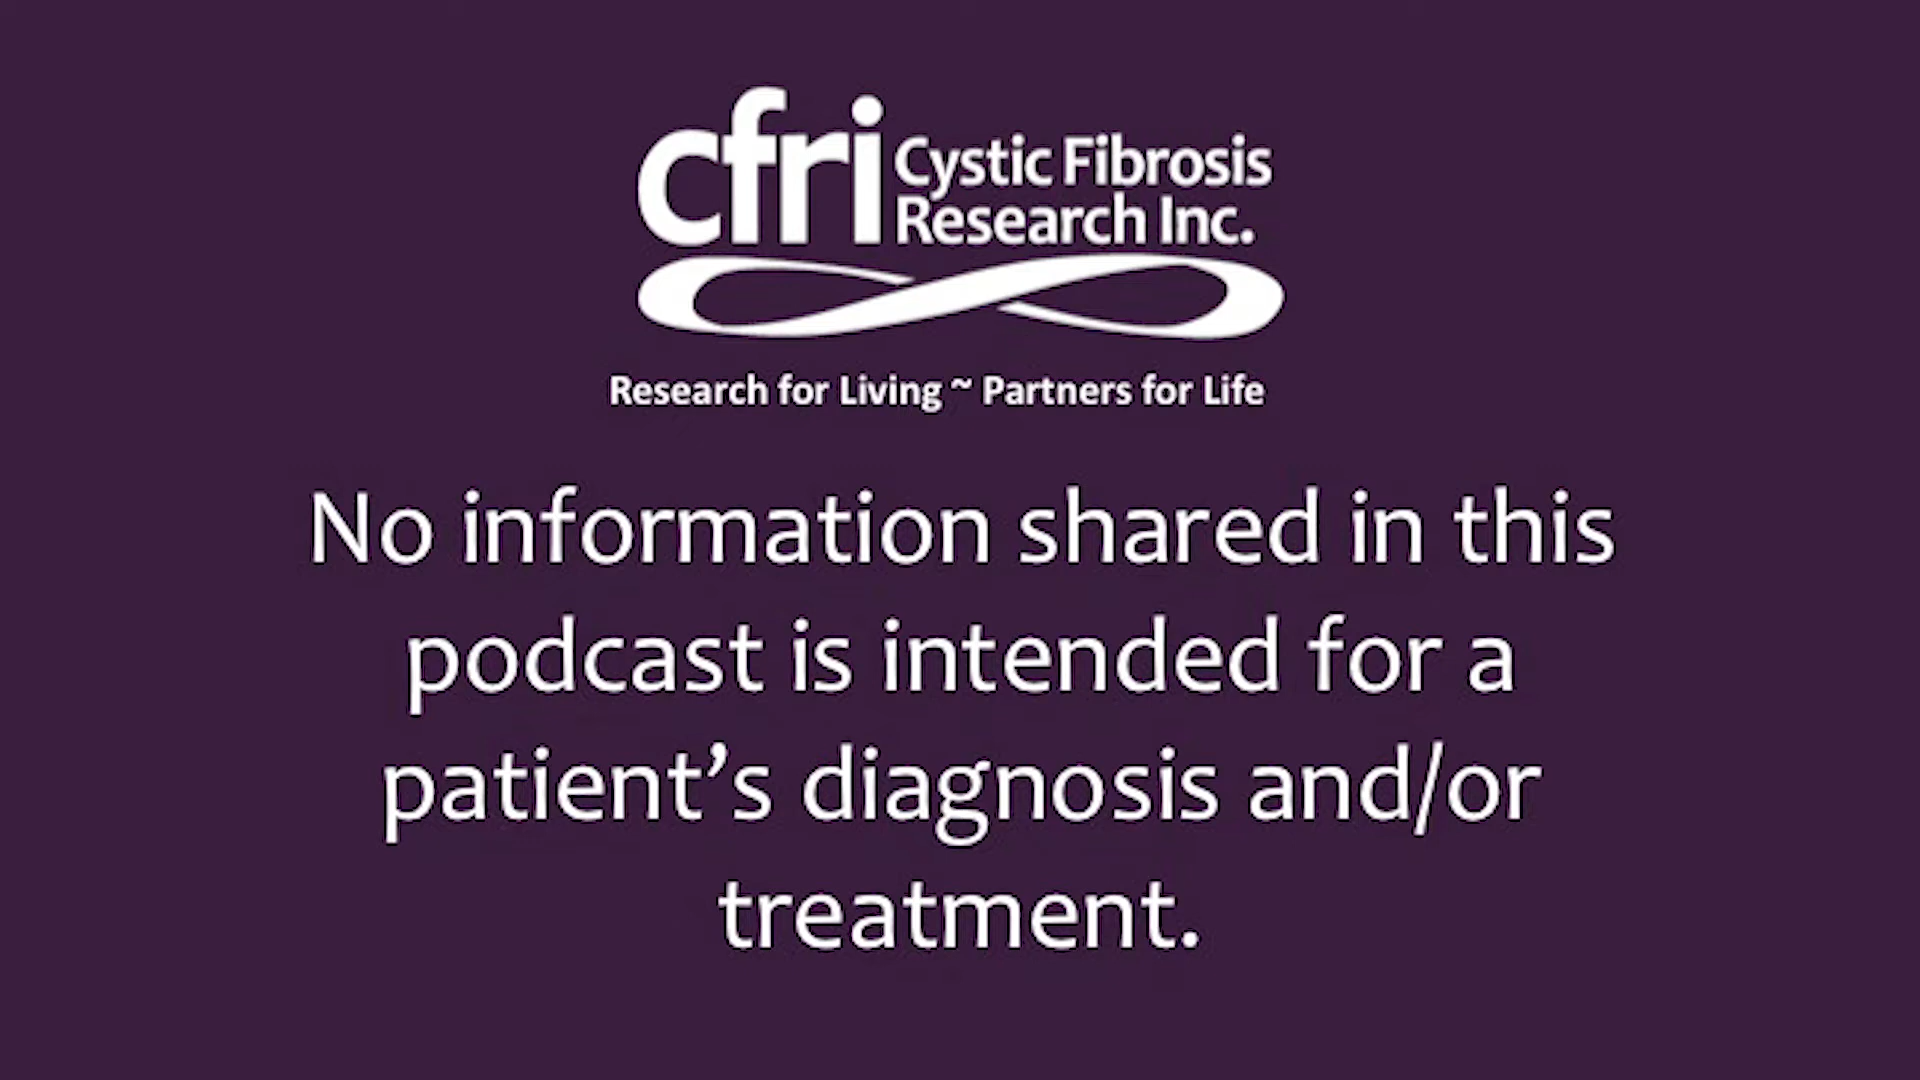 cfri Cystic Fibrosis
Research Inc.
Research for Living ~ Partners for Life
No information shared in this
podcast is intended for a
patient’s diagnosis and/or
treatment.